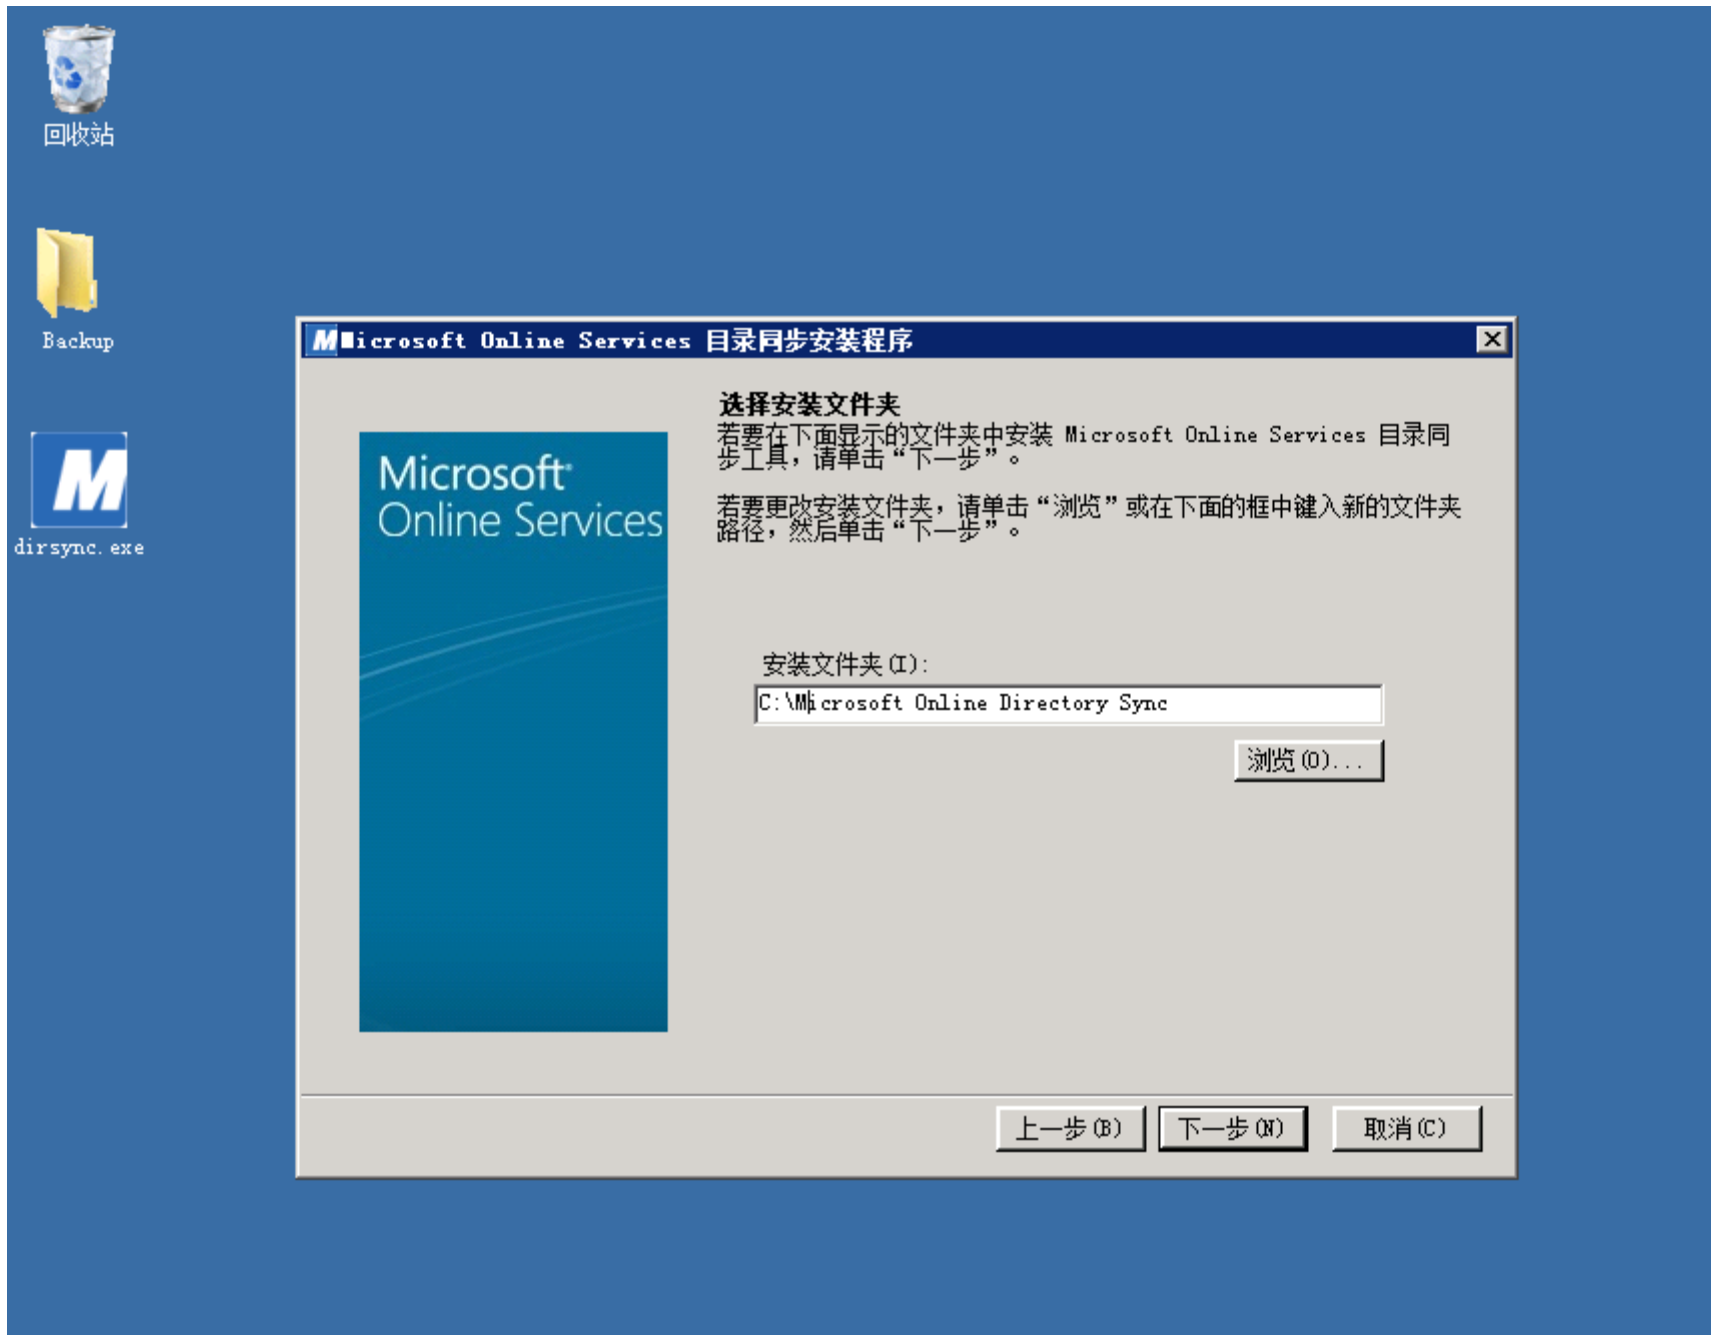 回收站
Backup
dirsync.exe
Microsoft Online Services 目录同步安装程序
Microsoft
Online Services
选择安装文件夹
若要在下面显示的文件夹中安装 Microsoft Online Services 目录同
步工具，请单击“下一步”。
若要更改安装文件夹，请单击“浏览”或在下面的框中键入新的文件夹
路径，然后单击“下一步”。
安装文件夹(I):
C:\Microsoft Online Directory Sync
浏览(O)...
上一步(B)
下一步(N)
取消(C)